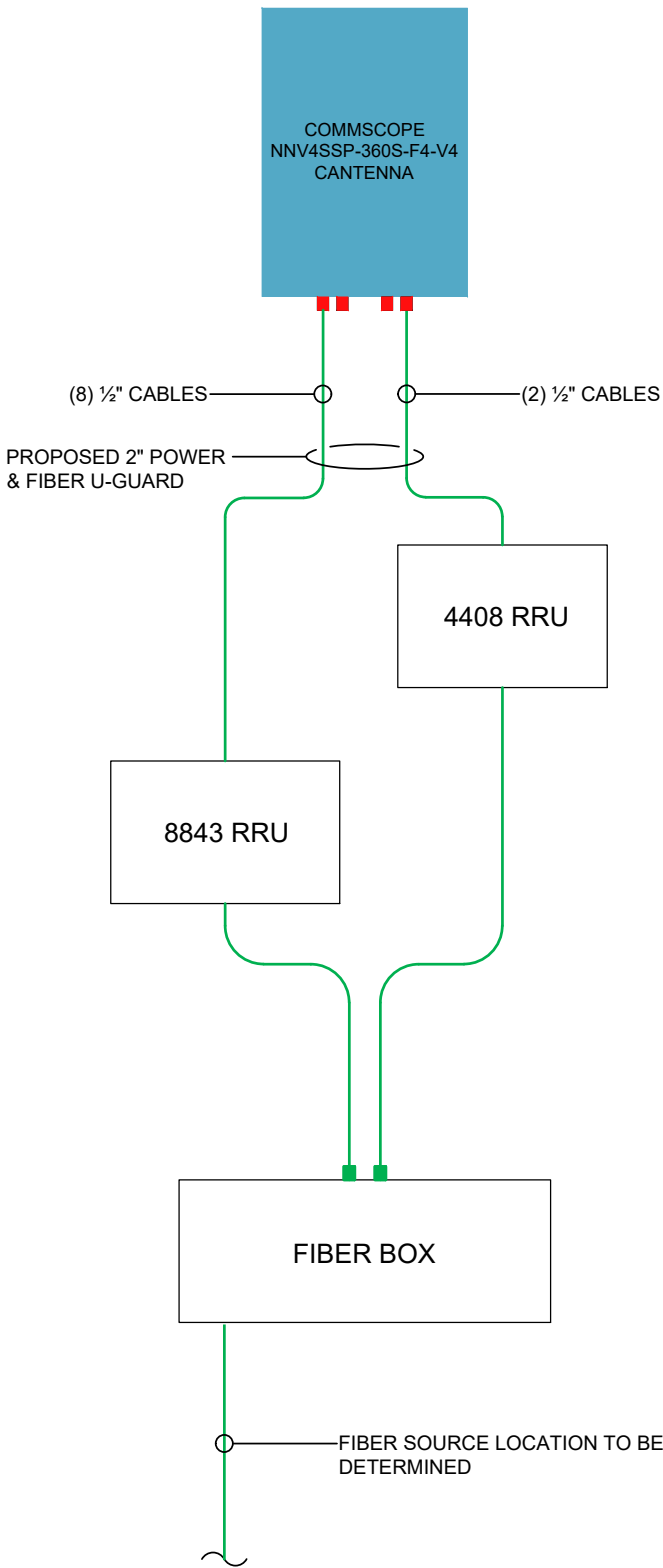 COMMSCOPE
NNV4SSP-360S-F4-V4
CANTENNA
(8) ½" CABLES
(2) ½" CABLES
PROPOSED 2" POWER
& FIBER U-GUARD
4408 RRU
8843 RRU
FIBER BOX
FIBER SOURCE LOCATION TO BE
DETERMINED